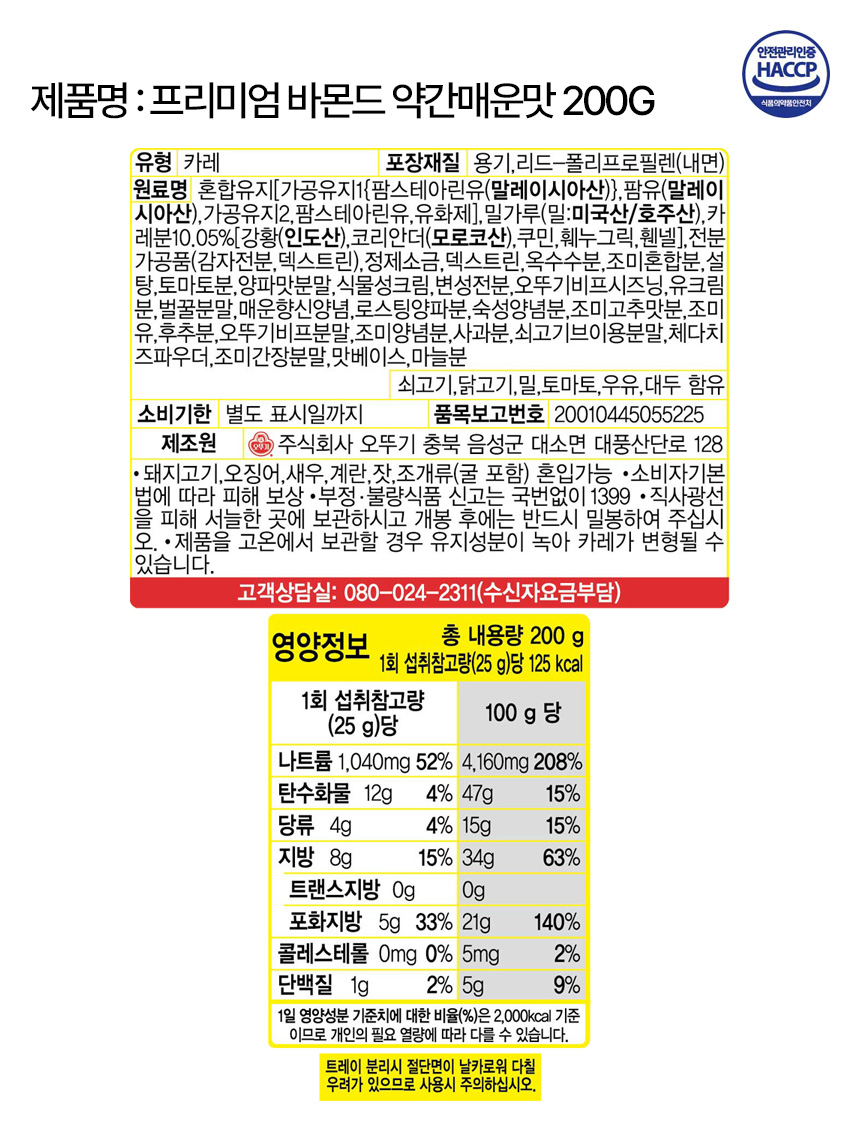 안전관리인증
HACCP
식품의약품안전처
제품명 : 프리미엄 바몬드 약간매운맛 200G
유형 카레 포장재질 용기,리드-폴리프로필렌(내면)
원료명 혼합유지[가공유지1{팜스테아린유(말레이시아산)},팜유(말레이
시아산),가공유지2,팜스테아린유,유화제],밀가루(밀:미국산/호주산),카
레분10.05%[강황(인도산),코리안더(모로코산),쿠민,훼누그릭,휀넬],전분
가공품(감자전분,덱스트린),정제소금,덱스트린,옥수수분,조미혼합분,설
탕,토마토분,양파맛분말,식물성크림,변성전분,오뚜기비프시즈닝,유크림
분,벌꿀분말,매운향신양념,로스팅양파분,숙성양념분,조미고추맛분,조미
유,후추분,오뚜기비프분말,조미양념분,사과분,쇠고기브이용분말,체다치
즈파우더,조미간장분말,맛베이스,마늘분
쇠고기,닭고기,밀,토마토,우유,대두 함유
소비기한 별도 표시일까지 품목보고번호 20010445055225
제조원 오뚜기 주식회사 오뚜기 충북 음성군 대소면 대풍산단로 128
• 돼지고기,오징어,새우,계란,잣,조개류(굴 포함) 혼입가능 •소비자기본
법에 따라 피해 보상 •부정·불량식품 신고는 국번없이 1399 •직사광선
을 피해 서늘한 곳에 보관하시고 개봉 후에는 반드시 밀봉하여 주십시
오. •제품을 고온에서 보관할 경우 유지성분이 녹아 카레가 변형될 수
있습니다.
고객상담실: 080-024-2311(수신자요금부담)
영양정보 총 내용량 200 g
1회 섭취참고량(25 g)당 125 kcal
1회 섭취참고량
(25 g)당 100 g 당
나트륨 1,040mg 52% 4,160mg 208%
탄수화물 12g 4% 47g 15%
당류 4g 4% 15g 15%
지방 8g 15% 34g 63%
트랜스지방 0g 0g
포화지방 5g 33% 21g 140%
콜레스테롤 0mg 0% 5mg 2%
단백질 1g 2% 5g 9%
1일 영양성분 기준치에 대한 비율(%)은 2,000kcal 기준
이므로 개인의 필요 열량에 따라 다를 수 있습니다.
트레이 분리시 절단면이 날카로워 다칠
우려가 있으므로 사용시 주의하십시오.